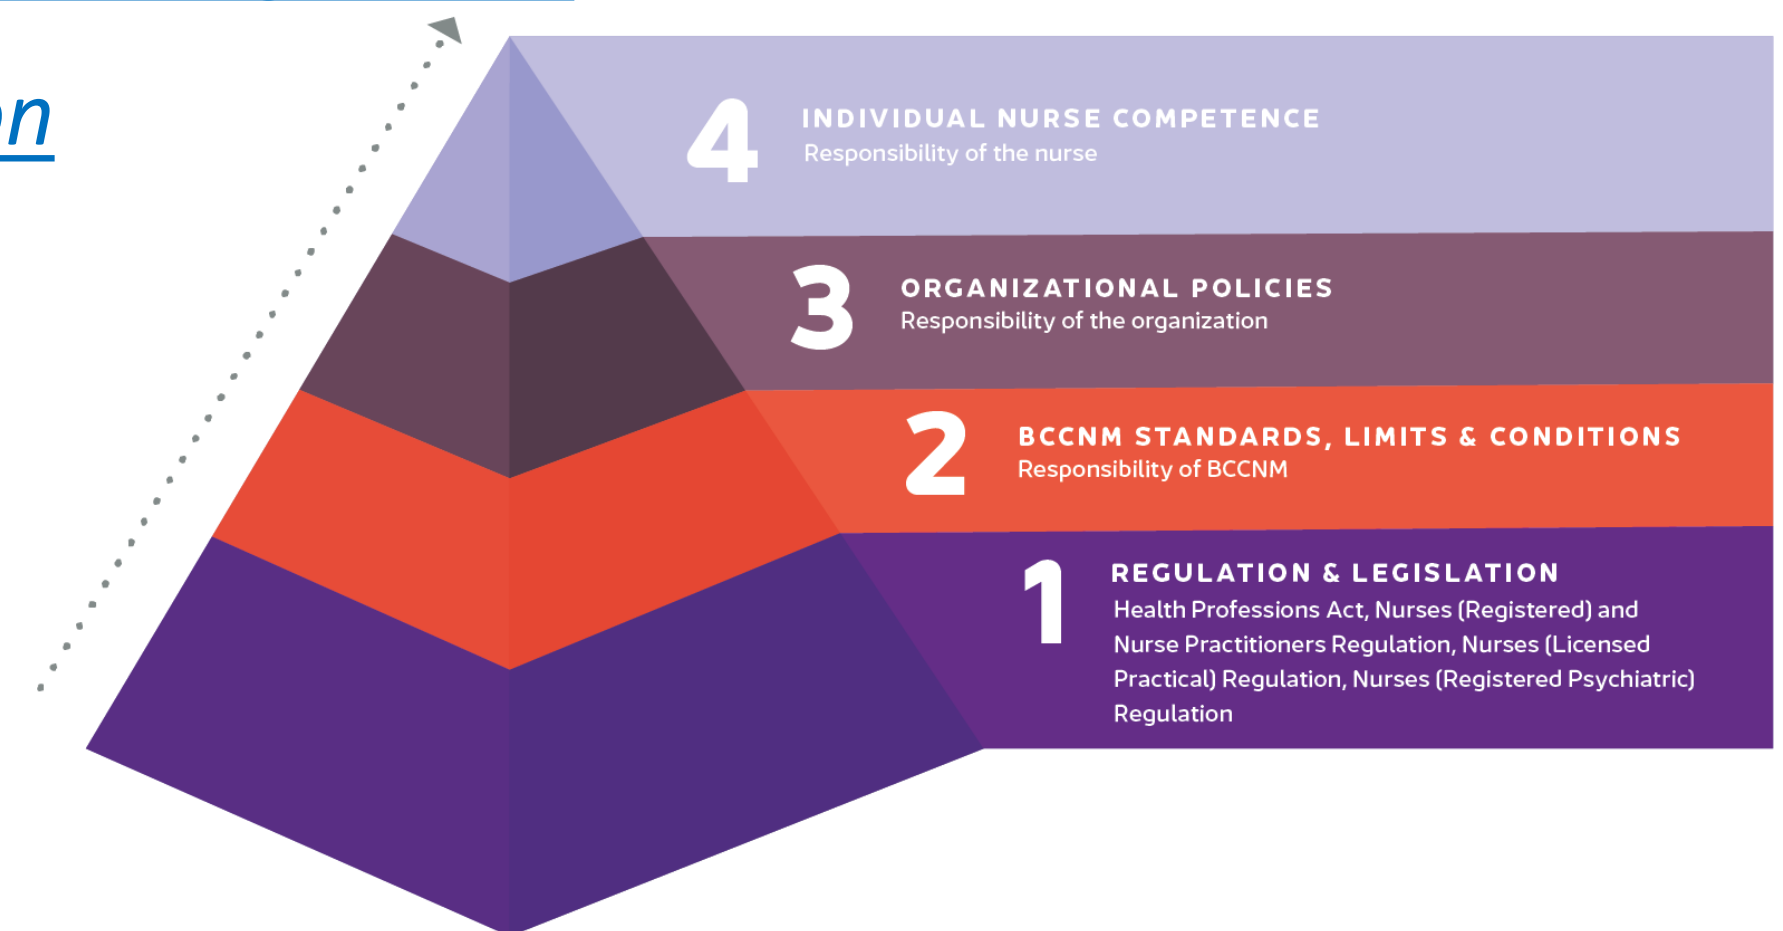 on
4
INDIVIDUAL NURSE COMPETENCE
Responsibility of the nurse
3
ORGANIZATIONAL POLICIES
Responsibility of the organization
2
BCCNM STANDARDS, LIMITS & CONDITIONS
Responsibility of BCCNM
1
REGULATION & LEGISLATION
Health Professions Act, Nurses (Registered) and
Nurse Practitioners Regulation, Nurses (Licensed
Practical) Regulation, Nurses (Registered Psychiatric)
Regulation